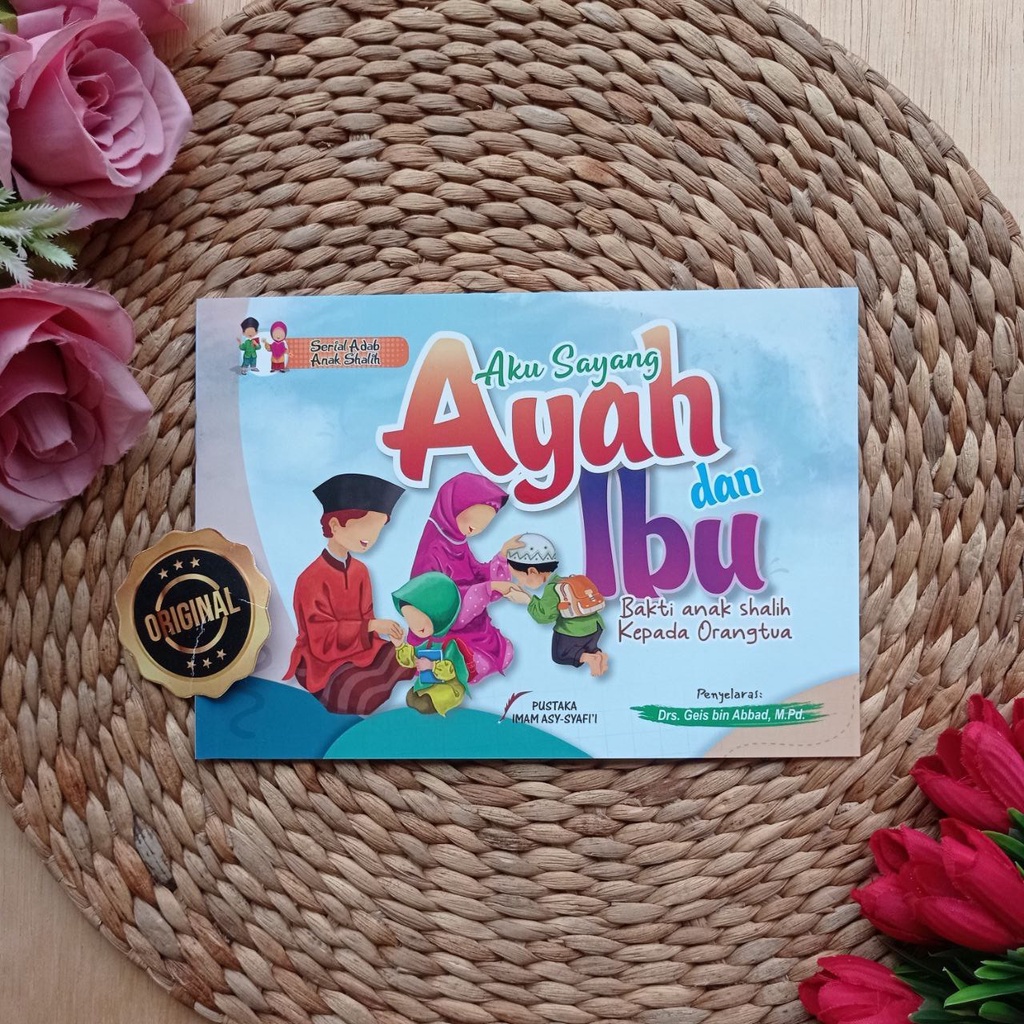 Serial Adab
Anak Shalih
Aku Sayang
Ayah
dan
Ibu
Bakti anak shalih
Kepada Orangtua
ORIGINAL
PUSTAKA
IMAM ASY-SYAFI'I
Penyelaras:
Drs. Geis bin Abbad, M.Pd.